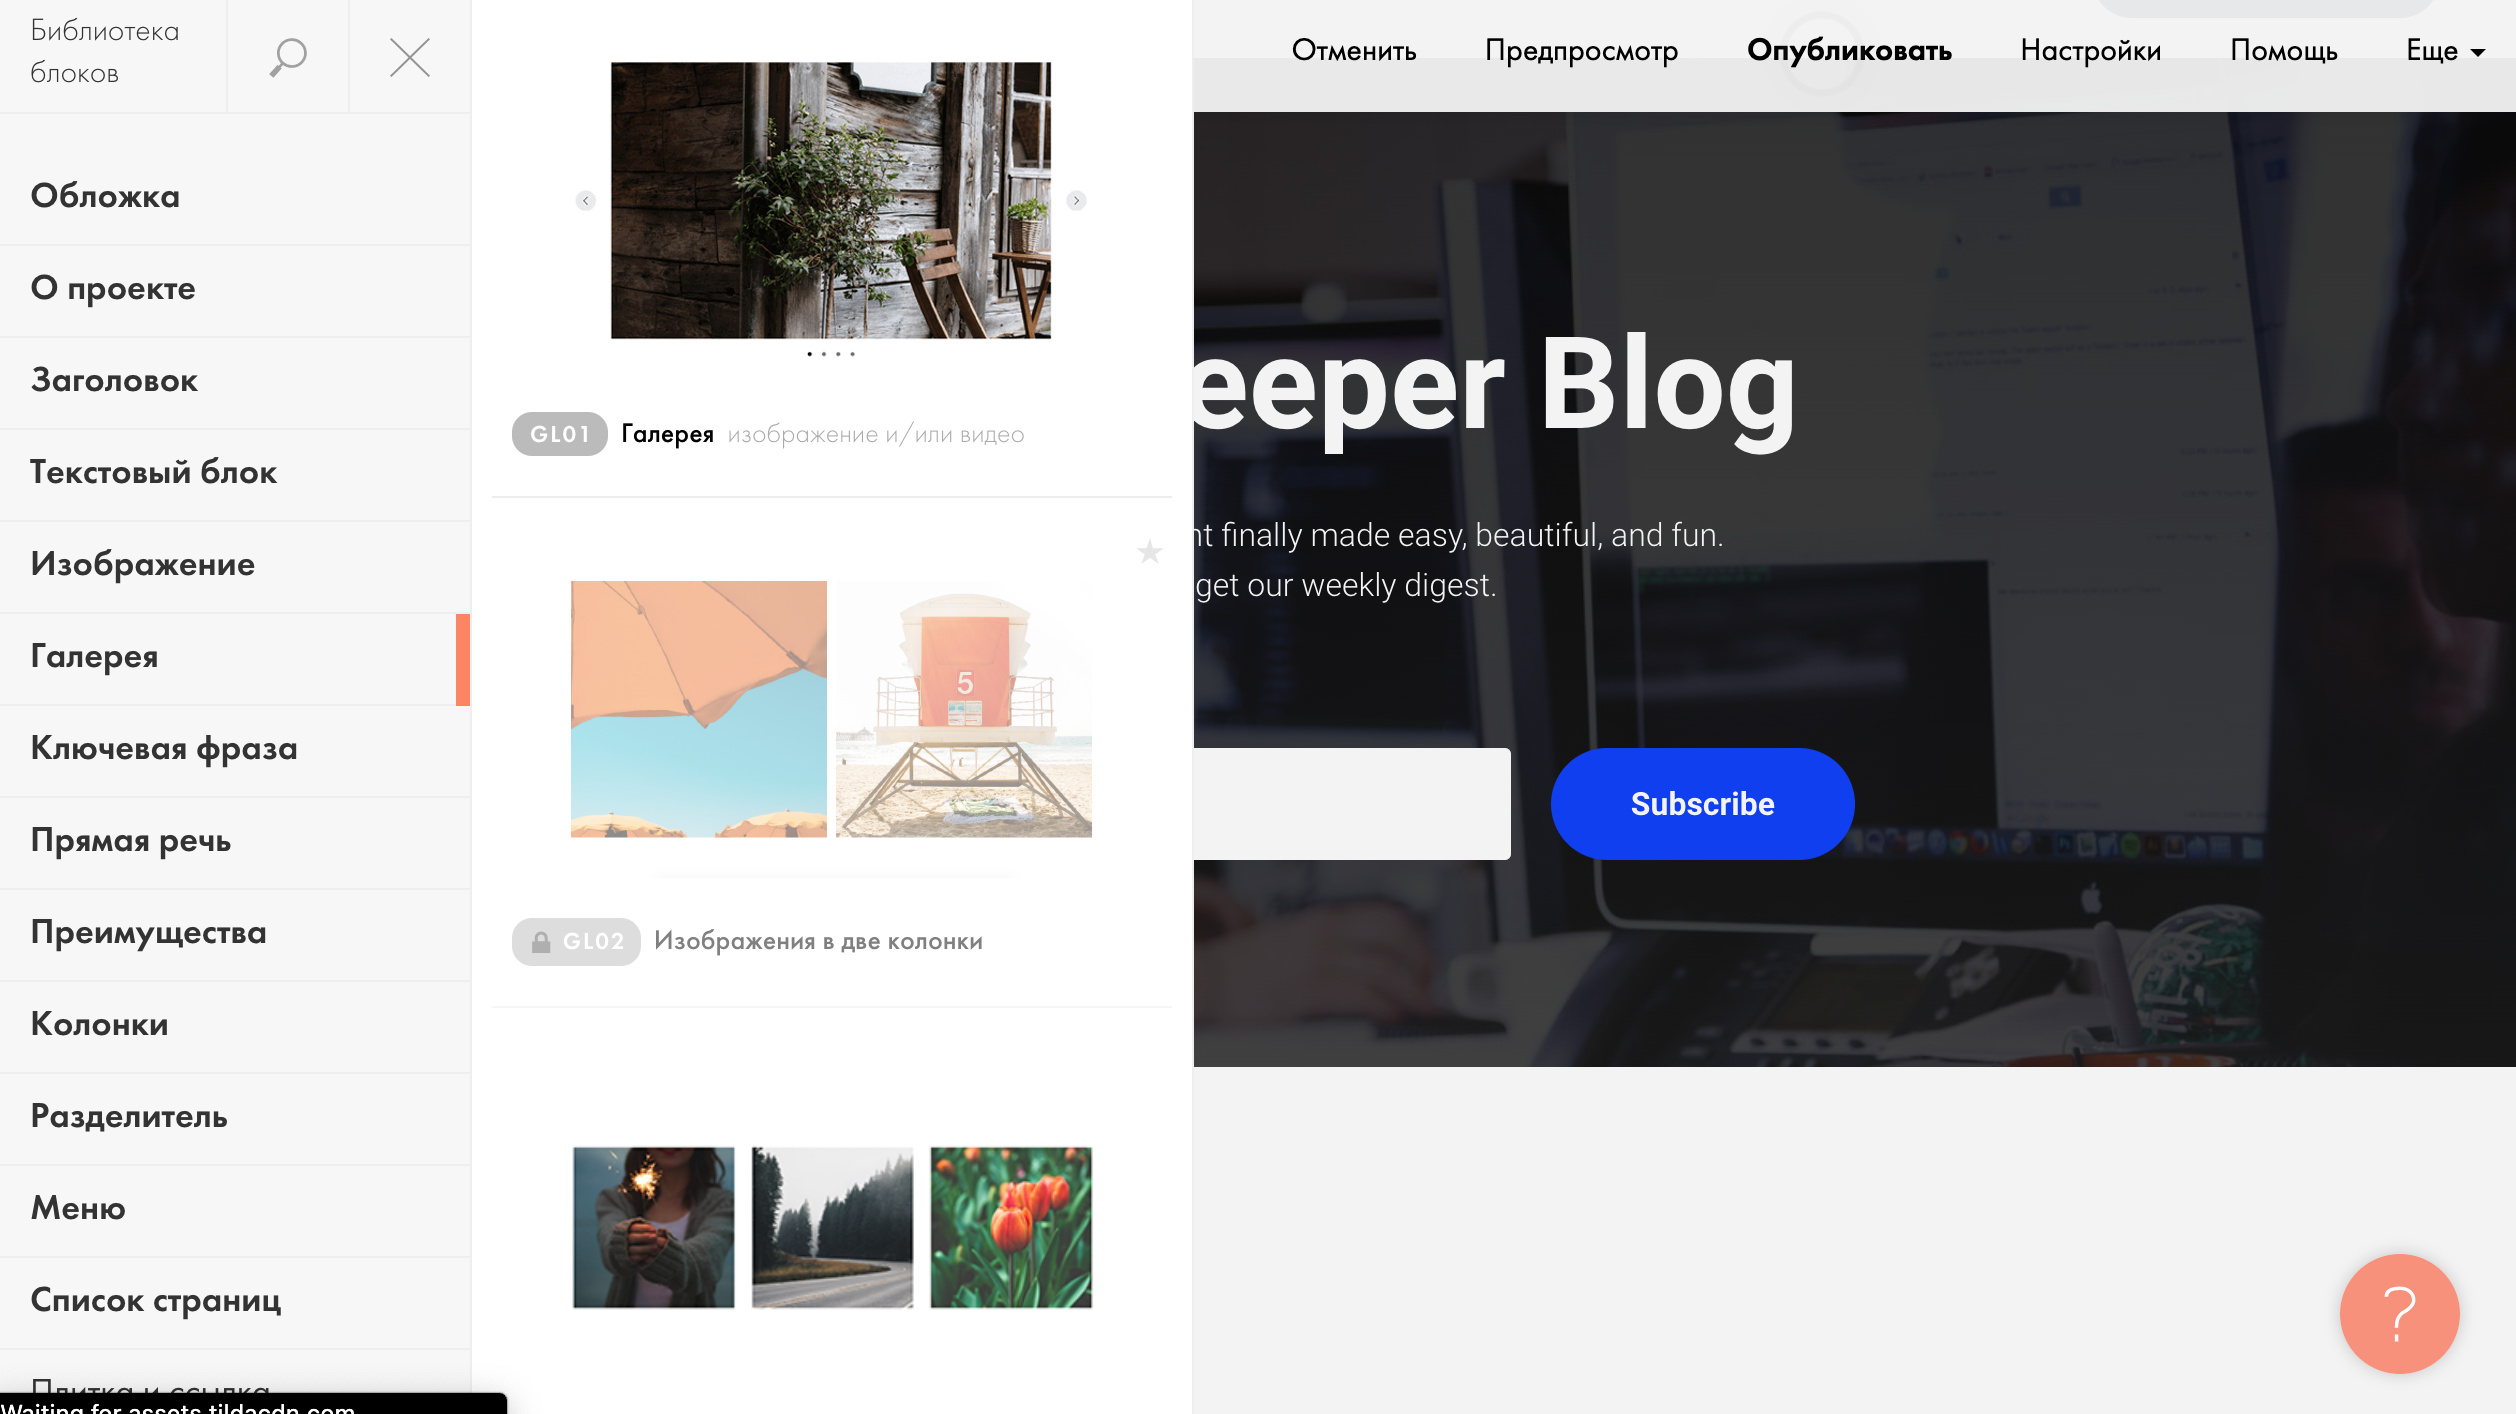 Библиотека
блоков
Отменить
Предпросмотр
Опубликовать
Настройки
Помощь
Еще
Обложка
О проекте
Заголовок
Текстовый блок
Изображение
Галерея
Ключевая фраза
Прямая речь
Преимущества
Колонки
Разделитель
Меню
Список страниц
Плитка и ссылка
Waiting for assets.tildacdn.com
GL01 Галерея изображение и/или видео
5
GL02 Изображения в две колонки
eeper Blog
nt finally made easy, beautiful, and fun.
get our weekly digest.
Subscribe
?